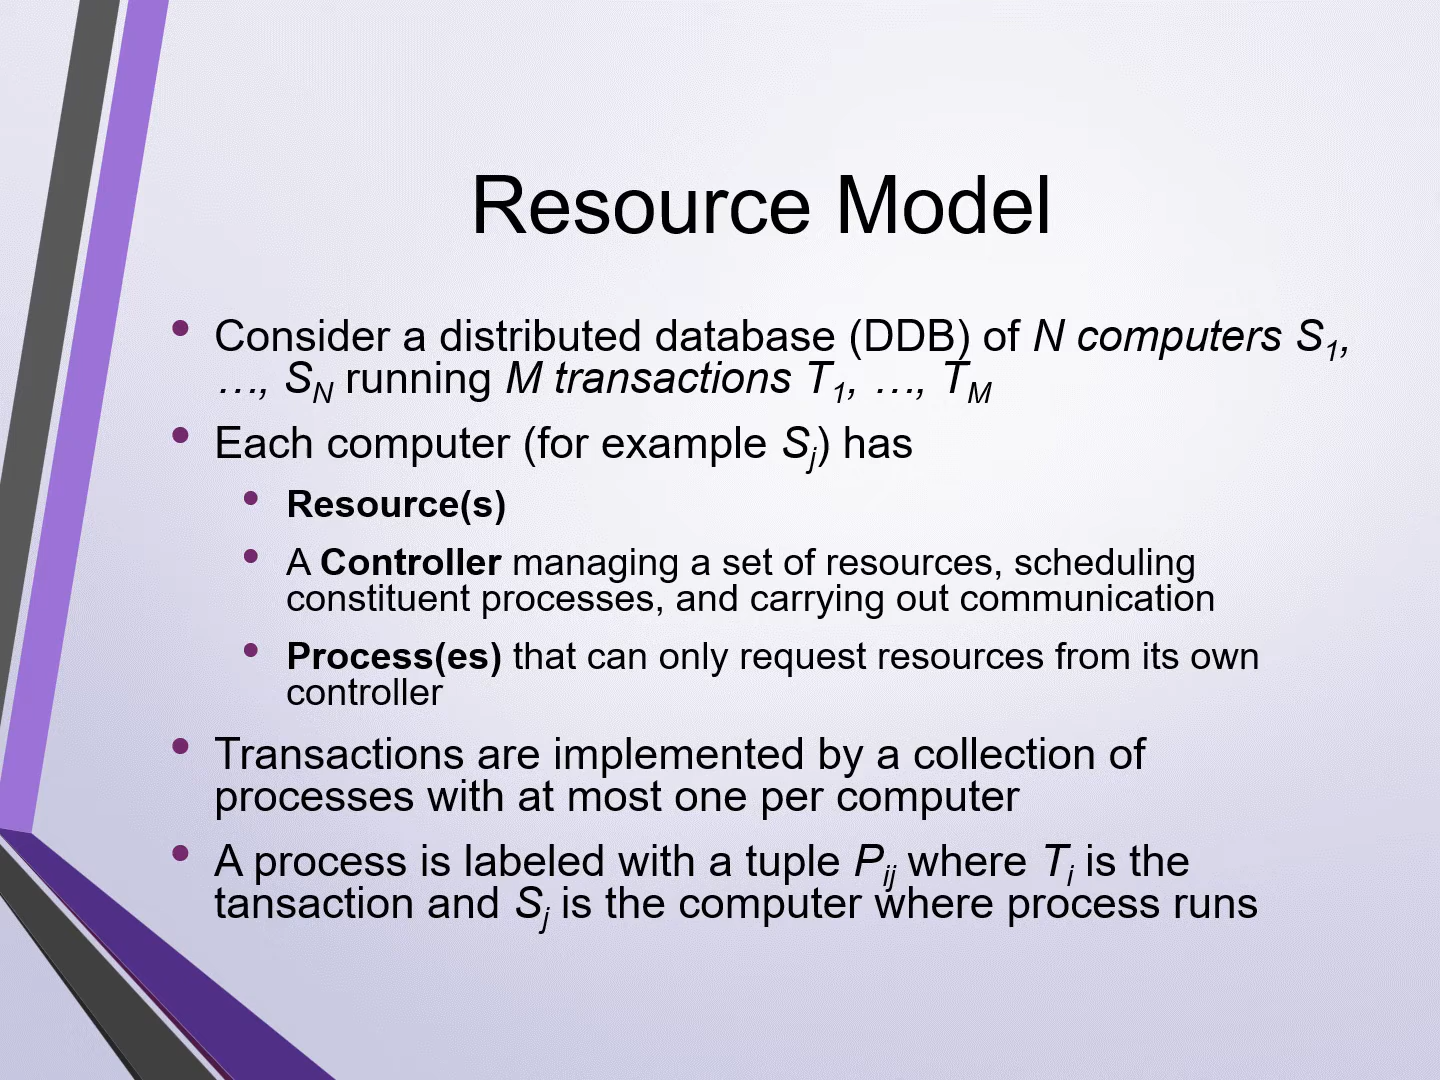 Resource Model
• Consider a distributed database (DDB) of N computers S1,
…, SN running M transactions T1, …, TM
• Each computer (for example Sj) has
• Resource(s)
• A Controller managing a set of resources, scheduling
constituent processes, and carrying out communication
• Process(es) that can only request resources from its own
controller
• Transactions are implemented by a collection of
processes with at most one per computer
• A process is labeled with a tuple Pij where Ti is the
tansaction and Sj is the computer where process runs